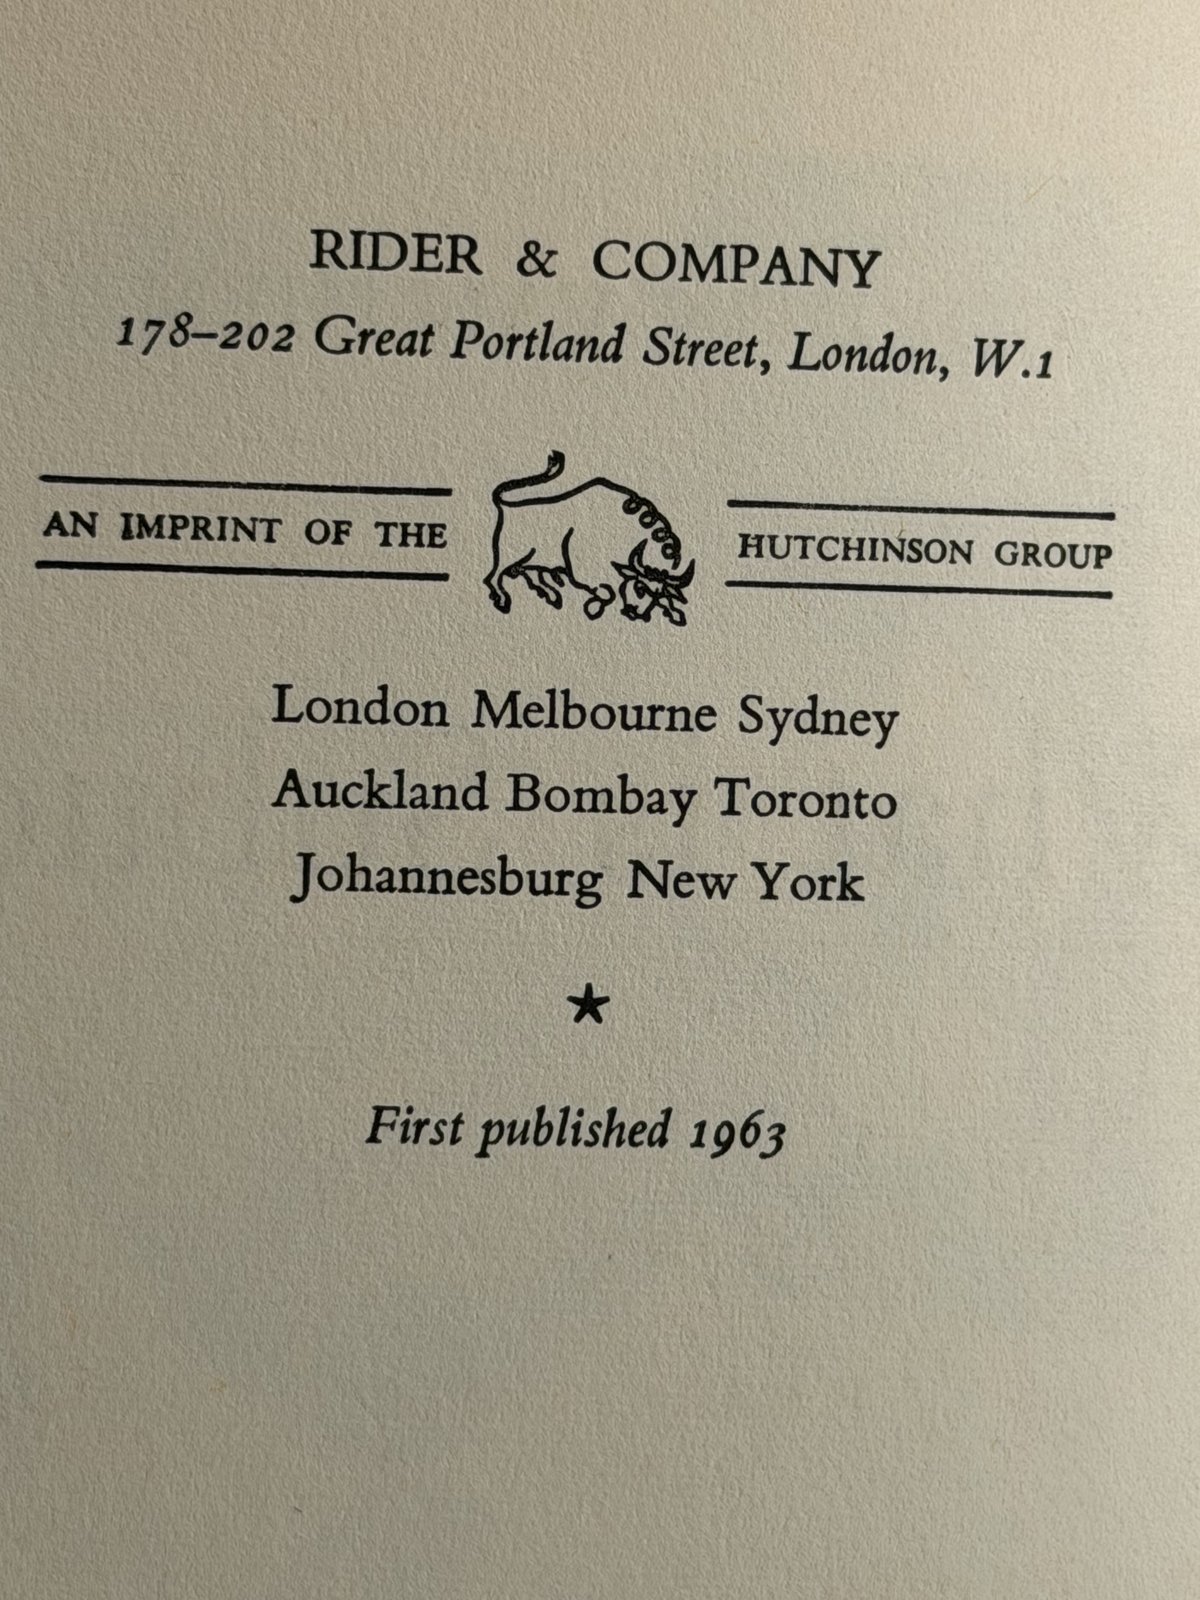 RIDER & COMPANY
178–202 Great Portland Street, London, W.1
AN IMPRINT OF THE HUTCHINSON GROUP
London Melbourne Sydney
Auckland Bombay Toronto
Johannesburg New York
★
First published 1963